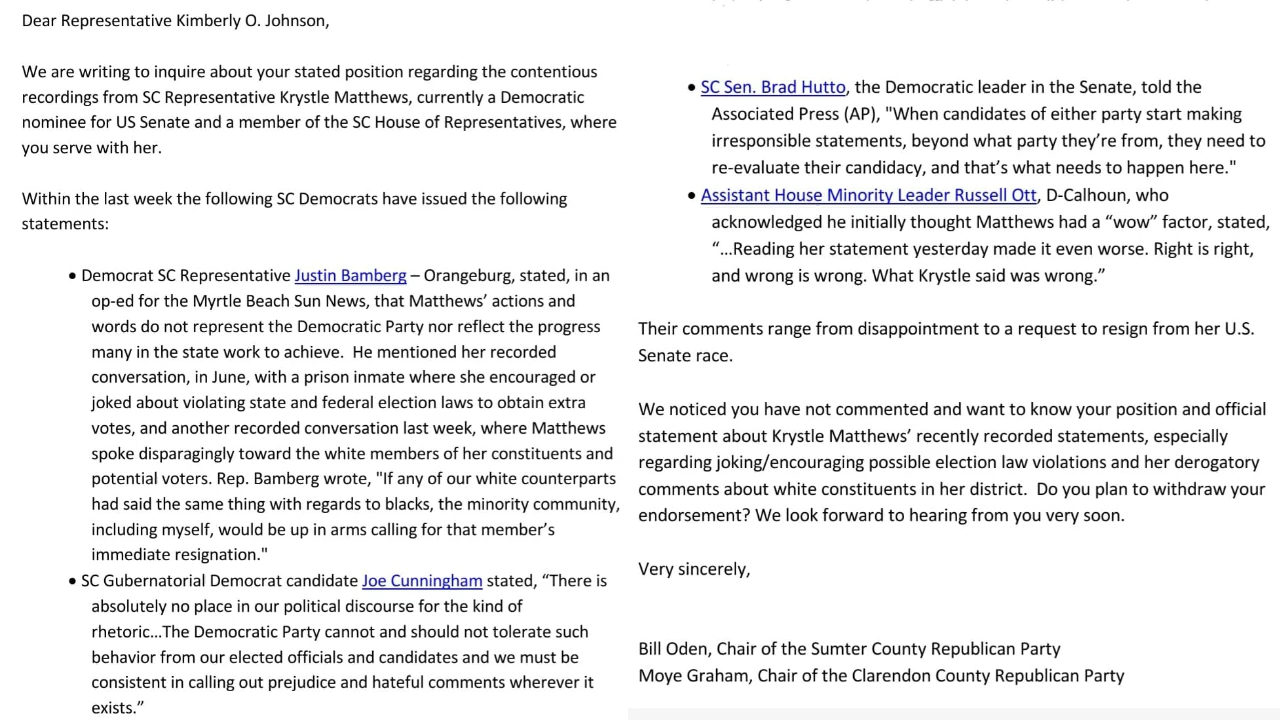 Dear Representative Kimberly O. Johnson,
We are writing to inquire about your stated position regarding the contentious
recordings from SC Representative Krystle Matthews, currently a Democratic
nominee for US Senate and a member of the SC House of Representatives, where
you serve with her.
Within the last week the following SC Democrats have issued the following
statements:
• Democrat SC Representative Justin Bamberg – Orangeburg, stated, in an
op-ed for the Myrtle Beach Sun News, that Matthews’ actions and
words do not represent the Democratic Party nor reflect the progress
many in the state work to achieve.  He mentioned her recorded
conversation, in June, with a prison inmate where she encouraged or
joked about violating state and federal election laws to obtain extra
votes, and another recorded conversation last week, where Matthews
spoke disparagingly toward the white members of her constituents and
potential voters. Rep. Bamberg wrote, "If any of our white counterparts
had said the same thing with regards to blacks, the minority community,
including myself, would be up in arms calling for that member’s
immediate resignation."
• SC Gubernatorial Democrat candidate Joe Cunningham stated, “There is
absolutely no place in our political discourse for the kind of
rhetoric…The Democratic Party cannot and should not tolerate such
behavior from our elected officials and candidates and we must be
consistent in calling out prejudice and hateful comments wherever it
exists.”
• SC Sen. Brad Hutto, the Democratic leader in the Senate, told the
Associated Press (AP), "When candidates of either party start making
irresponsible statements, beyond what party they’re from, they need to
re-evaluate their candidacy, and that’s what needs to happen here."
• Assistant House Minority Leader Russell Ott, D-Calhoun, who
acknowledged he initially thought Matthews had a “wow” factor, stated,
“…Reading her statement yesterday made it even worse. Right is right,
and wrong is wrong. What Krystle said was wrong.”
Their comments range from disappointment to a request to resign from her U.S.
Senate race.
We noticed you have not commented and want to know your position and official
statement about Krystle Matthews’ recently recorded statements, especially
regarding joking/encouraging possible election law violations and her derogatory
comments about white constituents in her district.  Do you plan to withdraw your
endorsement? We look forward to hearing from you very soon.
Very sincerely,
Bill Oden, Chair of the Sumter County Republican Party
Moye Graham, Chair of the Clarendon County Republican Party